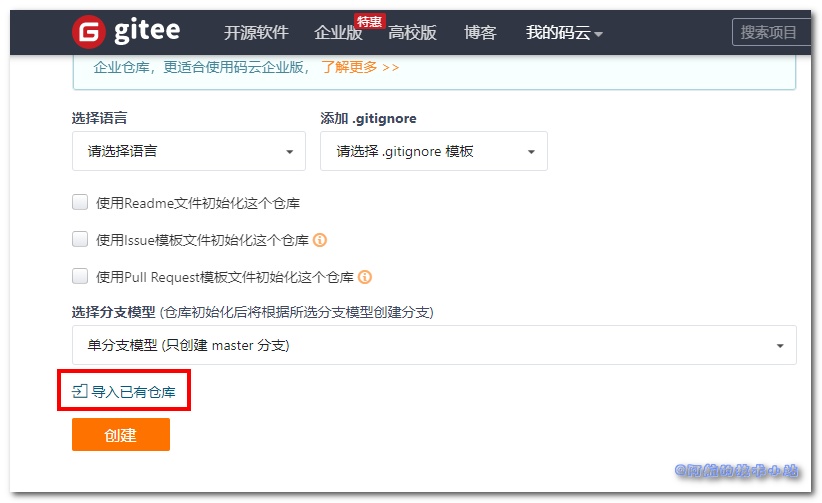 gitee 开源软件 企业版 特惠 高校版 博客 我的码云 搜索项目
企业仓库，更适合使用码云企业版， 了解更多 >>
选择语言 添加 .gitignore
请选择语言 请选择 .gitignore 模板
使用Readme文件初始化这个仓库
使用Issue模板文件初始化这个仓库
使用Pull Request模板文件初始化这个仓库
选择分支模型 (仓库初始化后将根据所选分支模型创建分支)
单分支模型 (只创建 master 分支)
导入已有仓库
创建